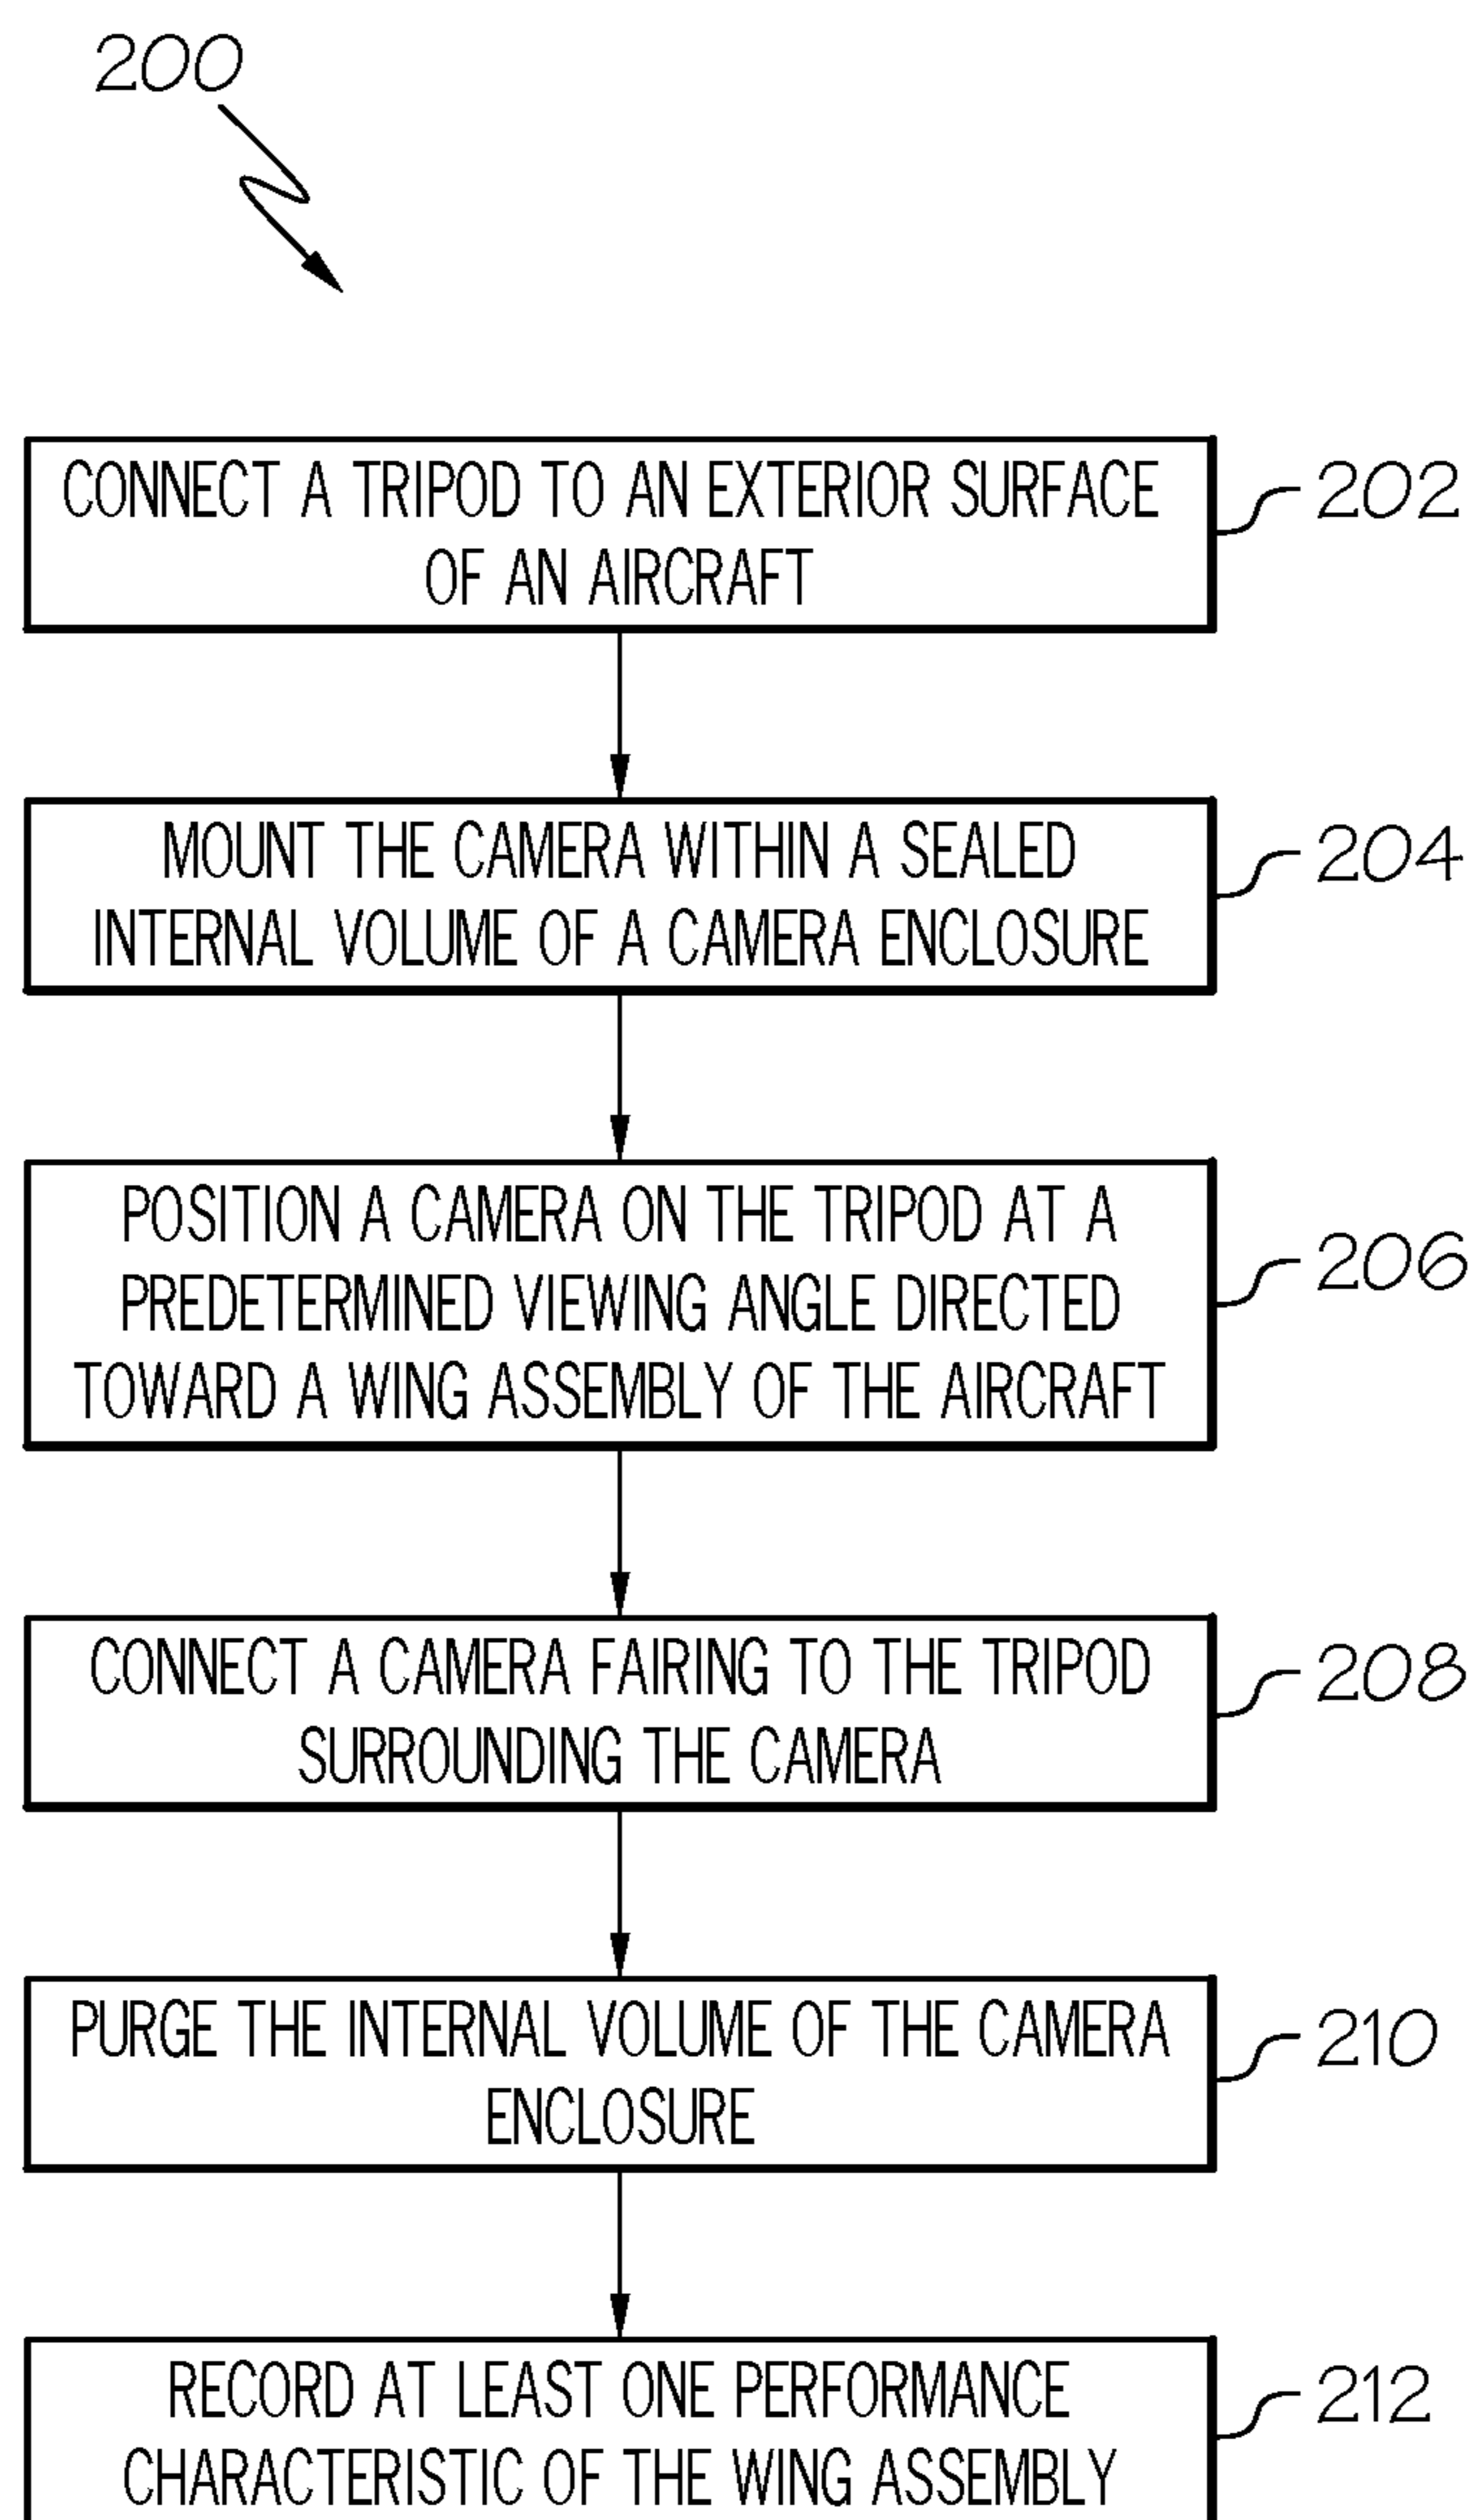 200
CONNECT A TRIPOD TO AN EXTERIOR SURFACE
OF AN AIRCRAFT
202
MOUNT THE CAMERA WITHIN A SEALED
INTERNAL VOLUME OF A CAMERA ENCLOSURE
204
POSITION A CAMERA ON THE TRIPOD AT A
PREDETERMINED VIEWING ANGLE DIRECTED
TOWARD A WING ASSEMBLY OF THE AIRCRAFT
206
CONNECT A CAMERA FAIRING TO THE TRIPOD
SURROUNDING THE CAMERA
208
PURGE THE INTERNAL VOLUME OF THE CAMERA
ENCLOSURE
210
RECORD AT LEAST ONE PERFORMANCE
CHARACTERISTIC OF THE WING ASSEMBLY
212